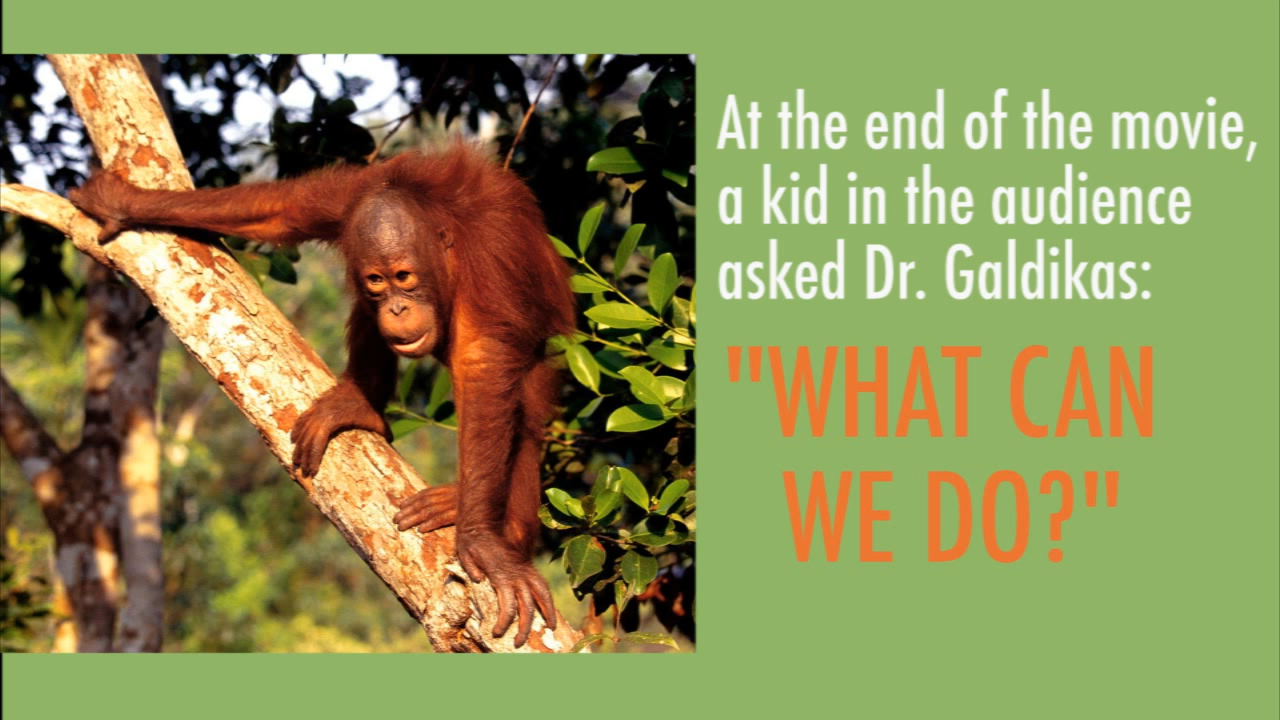 At the end of the movie,
a kid in the audience
asked Dr. Galdikas:
"WHAT CAN
WE DO?"